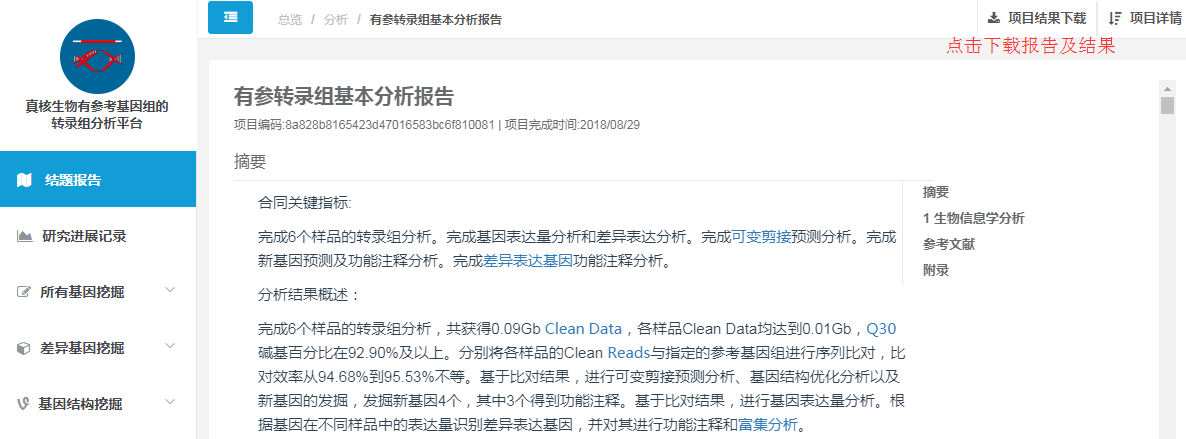 总览 / 分析 / 有参转录组基本分析报告
项目结果下载
项目详情
点击下载报告及结果
真核生物有参考基因组的
转录组分析平台
结题报告
研究进展记录
所有基因挖掘
差异基因挖掘
基因结构挖掘
有参转录组基本分析报告
项目编码:8a828b8165423d47016583bc6f810081 | 项目完成时间:2018/08/29
摘要
合同关键指标:
完成6个样品的转录组分析。完成基因表达量分析和差异表达分析。完成可变剪接预测分析。完成
新基因预测及功能注释分析。完成差异表达基因功能注释分析。
分析结果概述：
完成6个样品的转录组分析，共获得0.09Gb Clean Data，各样品Clean Data均达到0.01Gb，Q30
碱基百分比在92.90%及以上。分别将各样品的Clean Reads与指定的参考基因组进行序列比对，比
对效率从94.68%到95.53%不等。基于比对结果，进行可变剪接预测分析、基因结构优化分析以及
新基因的发掘，发掘新基因4个，其中3个得到功能注释。基于比对结果，进行基因表达量分析。根
据基因在不同样品中的表达量识别差异表达基因，并对其进行功能注释和富集分析。
摘要
1 生物信息学分析
参考文献
附录